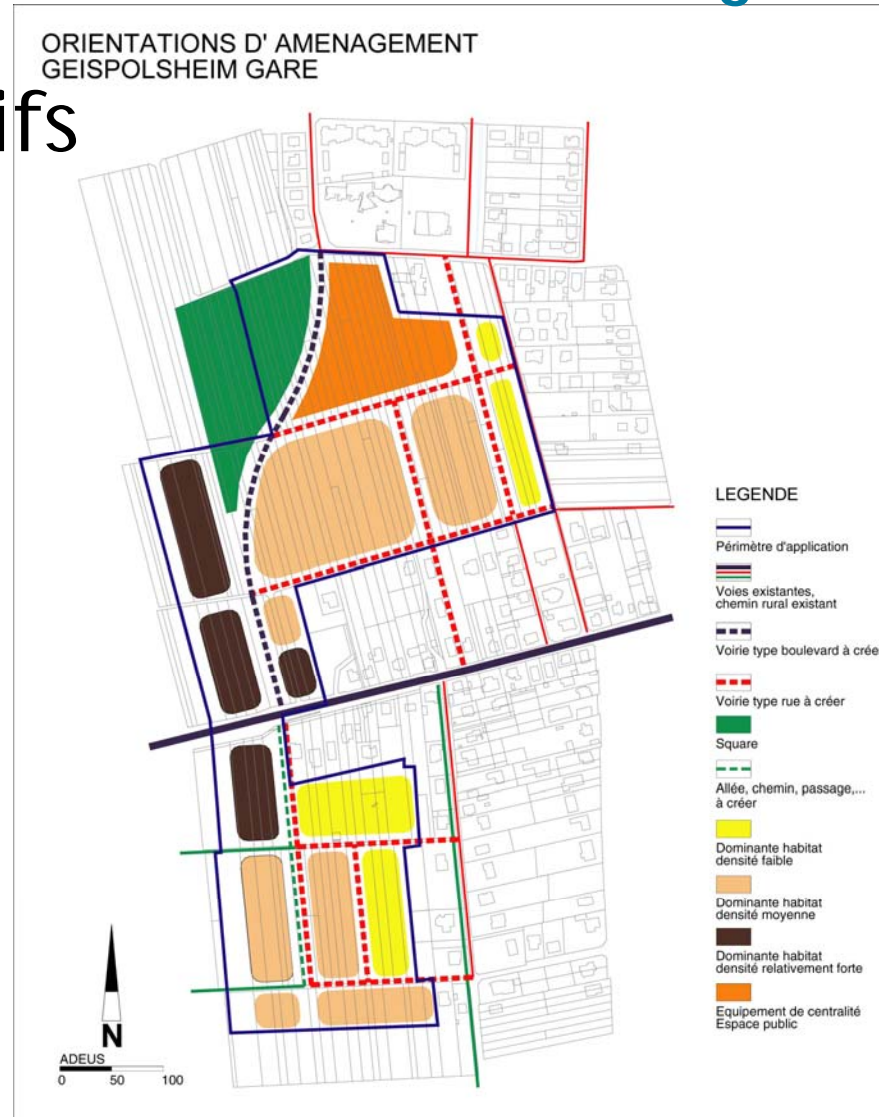 g
ORIENTATIONS D' AMENAGEMENT
GEISPOLSHEIM GARE
ifs
LEGENDE
Périmètre d'application
Voies existantes,
chemin rural existant
Voirie type boulevard à crée
Voirie type rue à créer
Square
Allée, chemin, passage,...
à créer
Dominante habitat
densité faible
Dominante habitat
densité moyenne
Dominante habitat
densité relativement forte
Equipement de centralité
Espace public
N
ADEUS
0 50 100